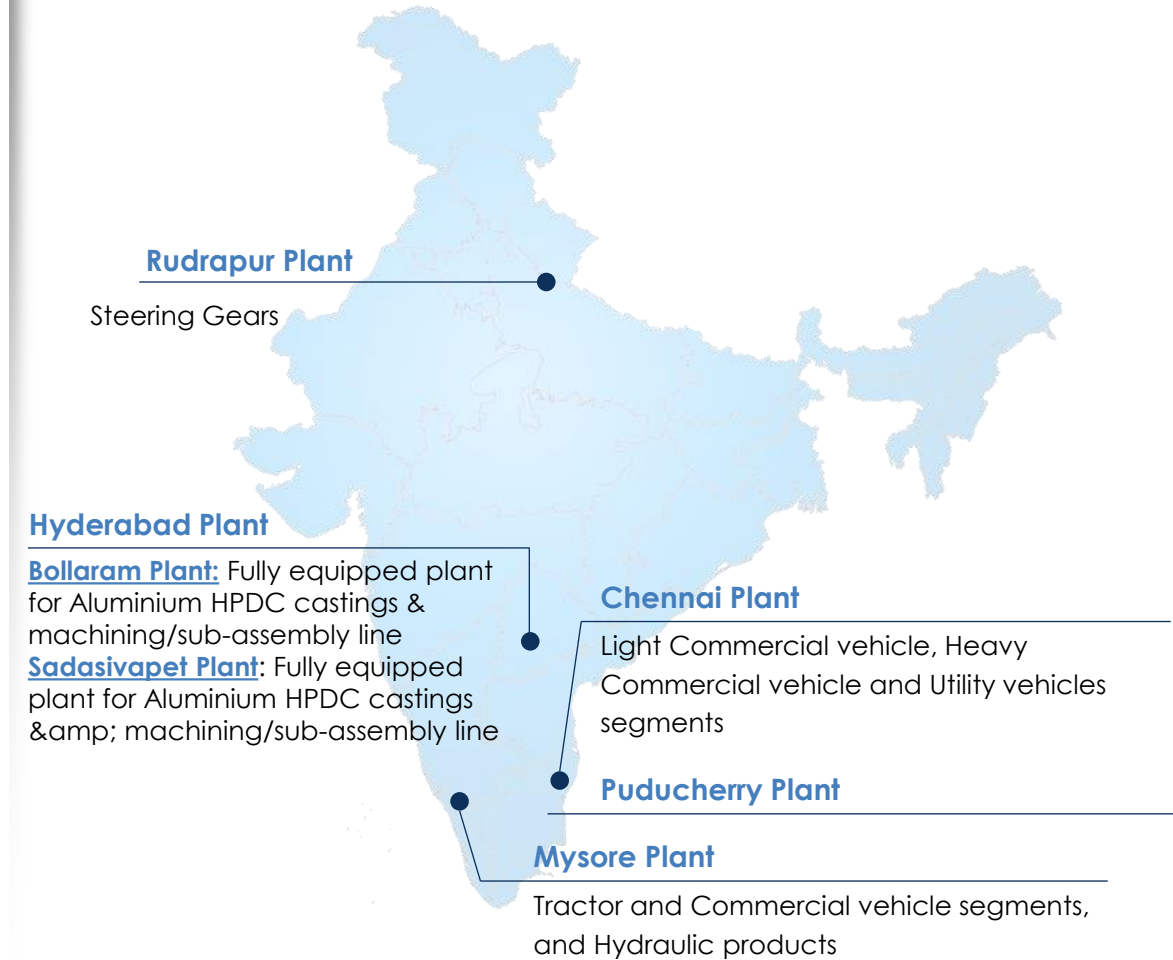 Rudrapur Plant
Steering Gears
Hyderabad Plant
Bollaram Plant: Fully equipped plant
for Aluminium HPDC castings &
machining/sub-assembly line
Sadasivapet Plant: Fully equipped
plant for Aluminium HPDC castings
&amp; machining/sub-assembly line
Chennai Plant
Light Commercial vehicle, Heavy
Commercial vehicle and Utility vehicles
segments
Puducherry Plant
Mysore Plant
Tractor and Commercial vehicle segments,
and Hydraulic products